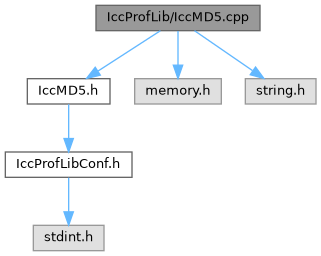 IccProfLib/IccMD5.cpp
IccMD5.h
memory.h
string.h
IccProfLibConf.h
stdint.h